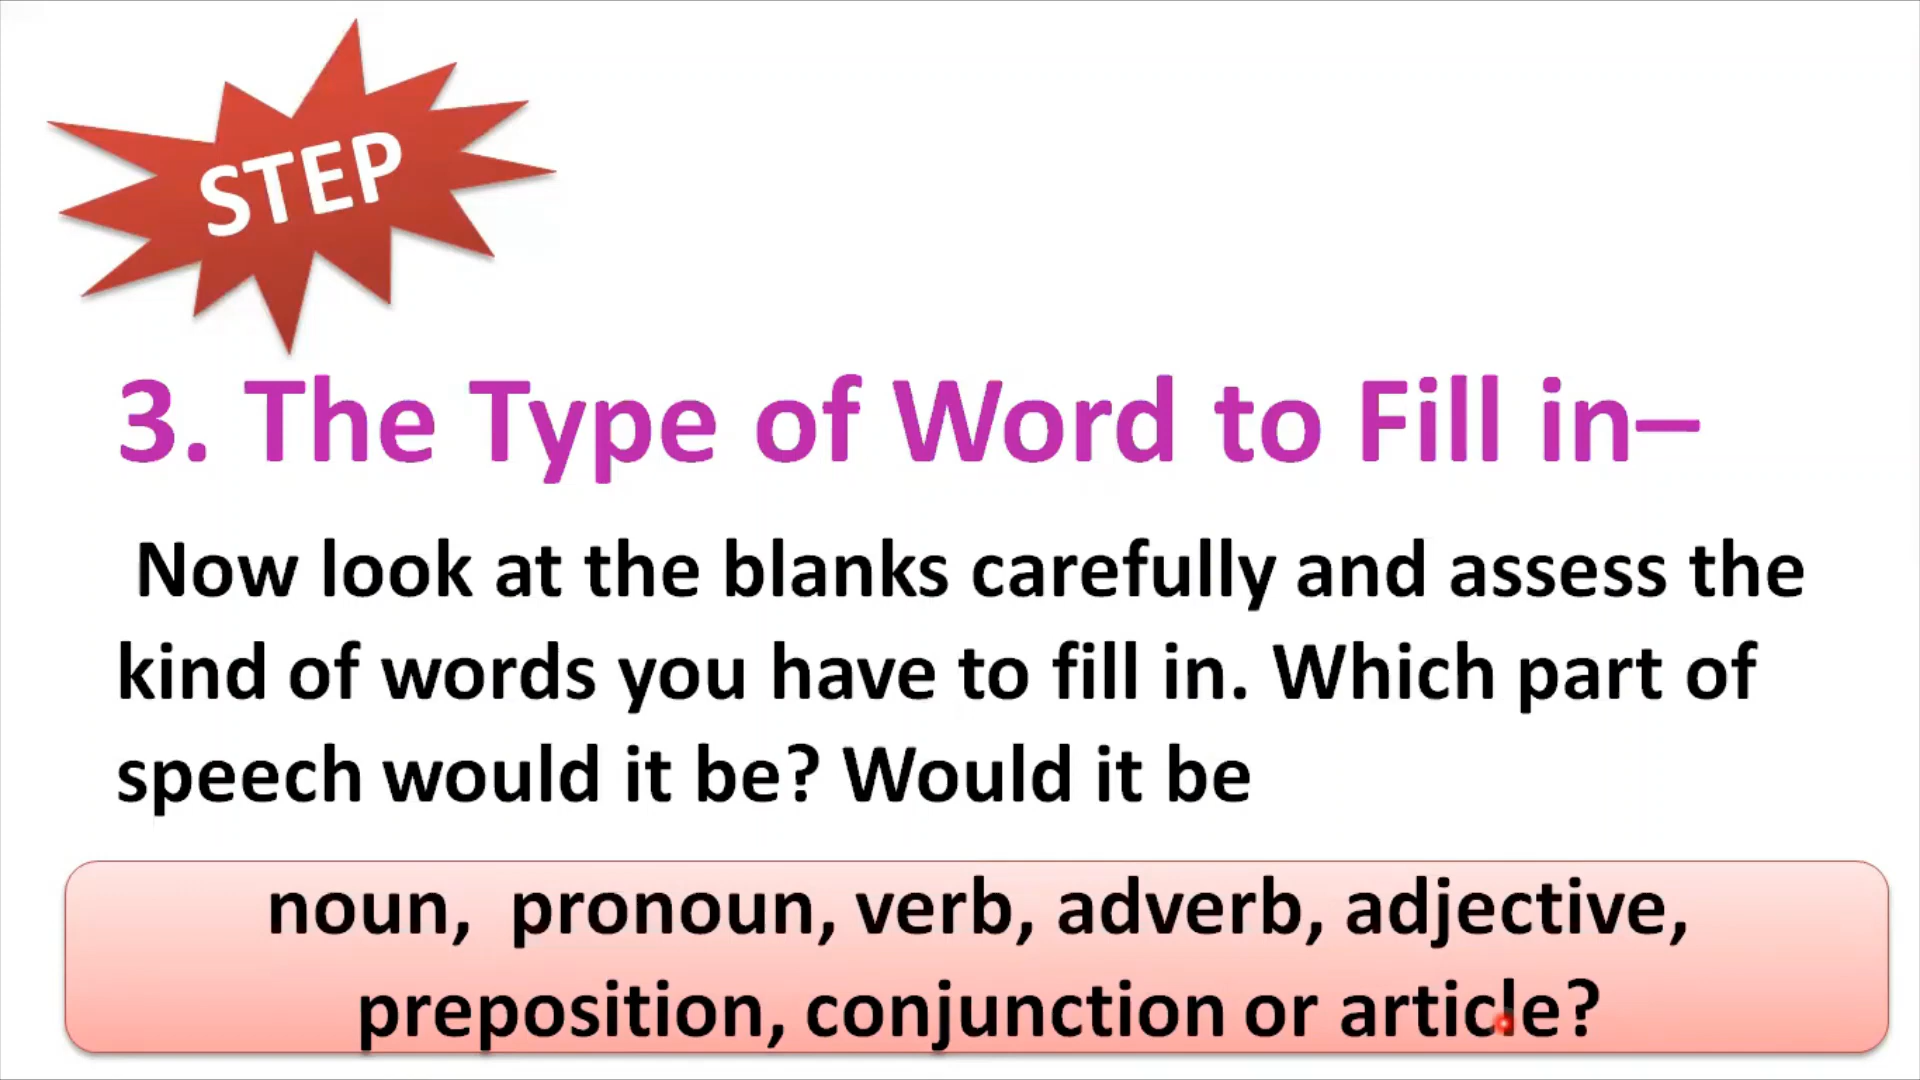 STEP
3. The Type of Word to Fill in–
Now look at the blanks carefully and assess the
kind of words you have to fill in. Which part of
speech would it be? Would it be
noun, pronoun, verb, adverb, adjective,
preposition, conjunction or article?